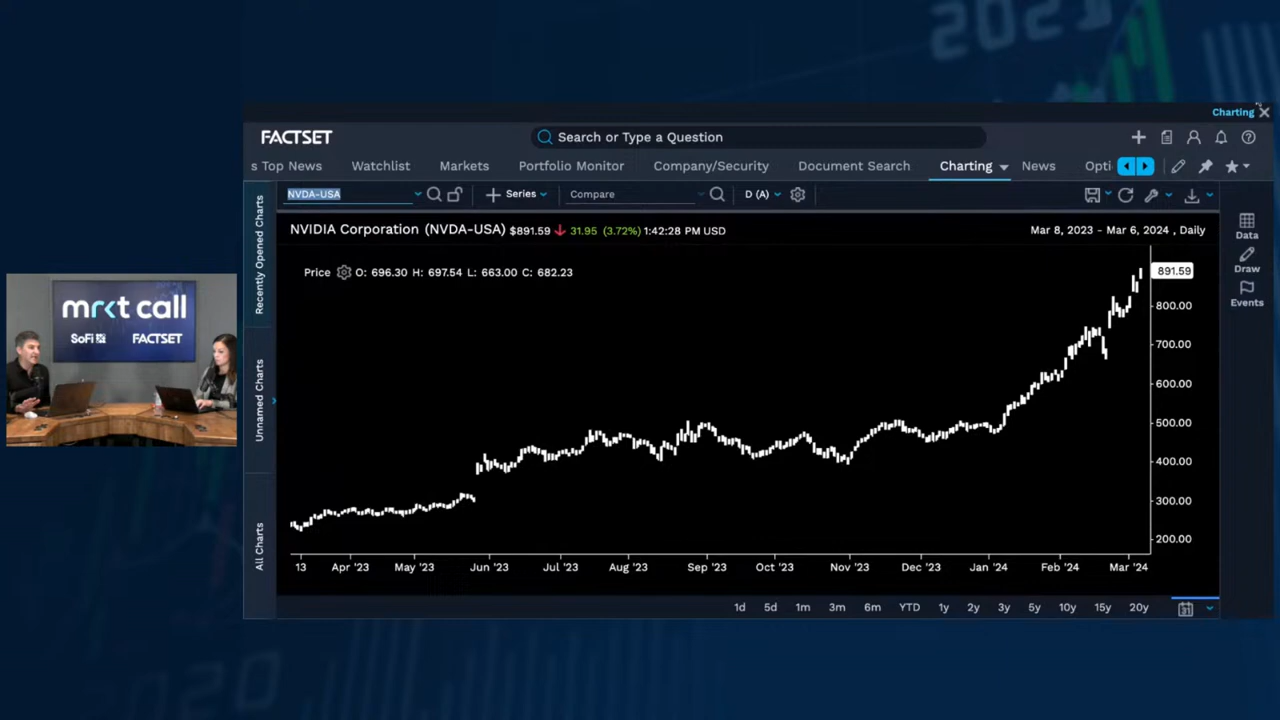 2021
Charting
FACTSET
Search or Type a Question
s Top News Watchlist Markets Portfolio Monitor Company/Security Document Search Charting News Opti
NVDA-USA Series Compare D (A)
NVIDIA Corporation (NVDA-USA) $891.59 31.95 (3.72%) 1:42:28 PM USD
Mar 8, 2023 - Mar 6, 2024 , Daily
Price O: 696.30 H: 697.54 L: 663.00 C: 682.23
Recently Opened Charts
Unnamed Charts
All Charts
Data
Draw
Events
891.59
800.00
700.00
600.00
500.00
400.00
300.00
200.00
13 Apr '23 May '23 Jun '23 Jul '23 Aug '23 Sep '23 Oct '23 Nov '23 Dec '23 Jan '24 Feb '24 Mar '24
1d 5d 1m 3m 6m YTD 1y 2y 3y 5y 10y 15y 20y
31
mrkt call
SoFi FACTSET
2020